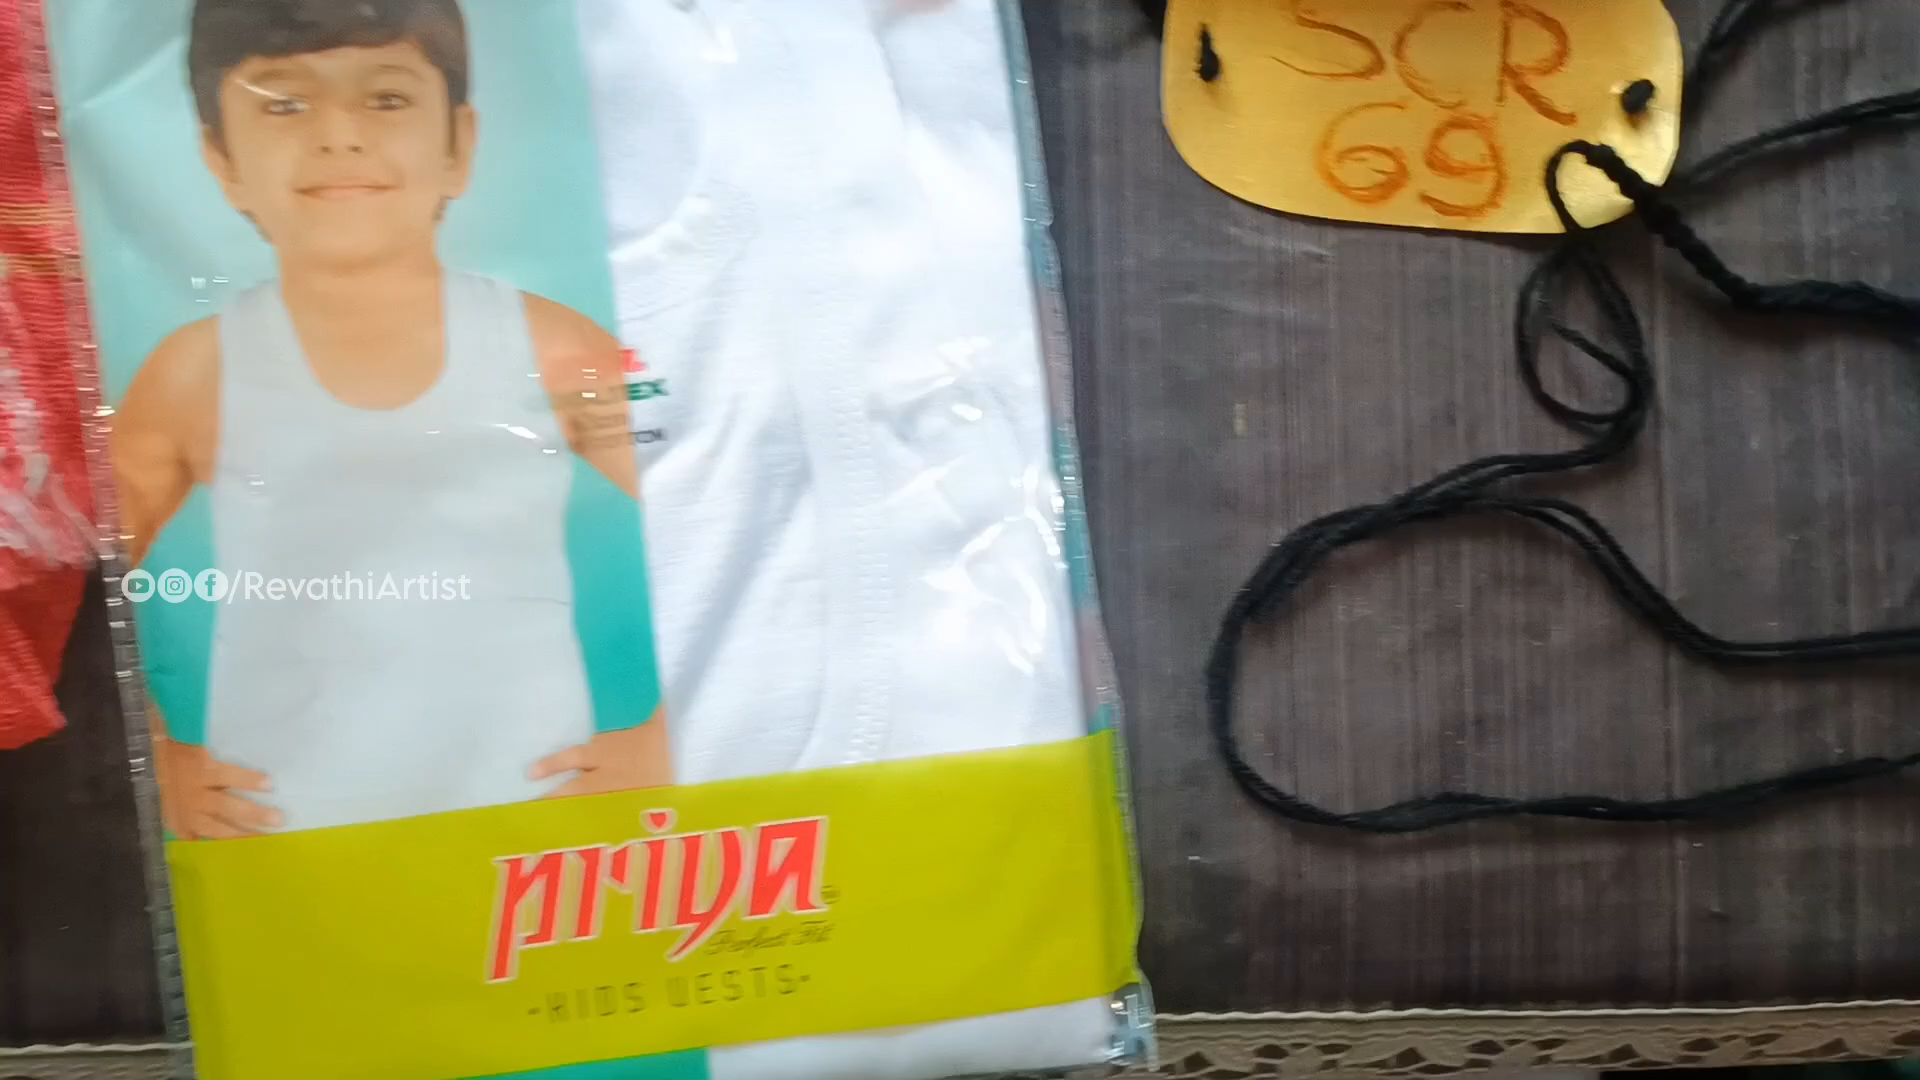 SCR
69
/RevathiArtist
priya
Perfect Fit
-KIDS VESTS-